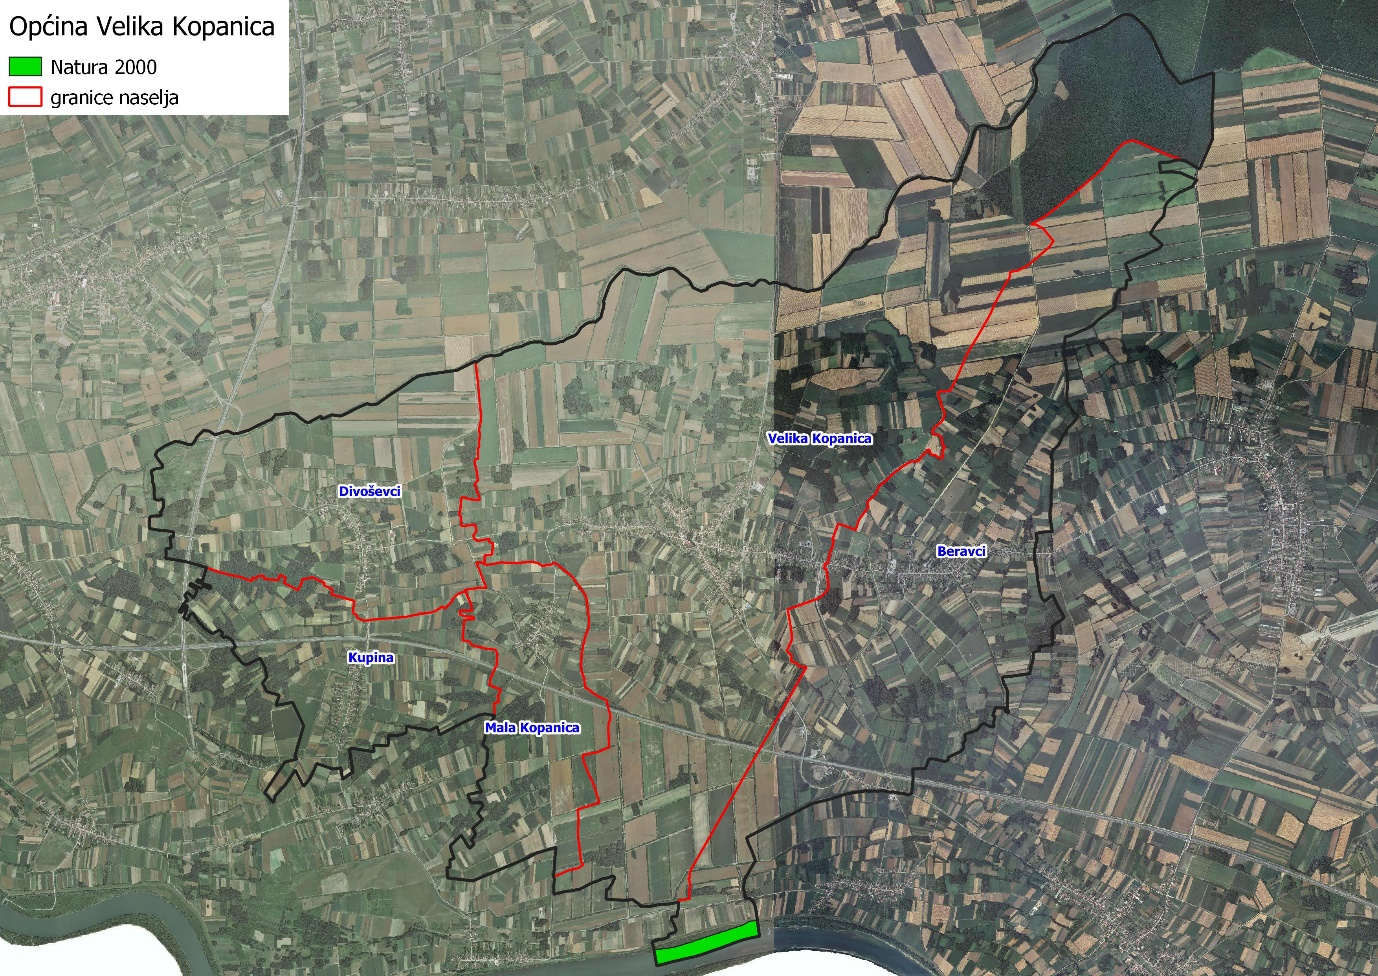 Općina Velika Kopanica
Natura 2000
granice naselja
Velika Kopanica
Divoševci
Beravci
Kupina
Mala Kopanica